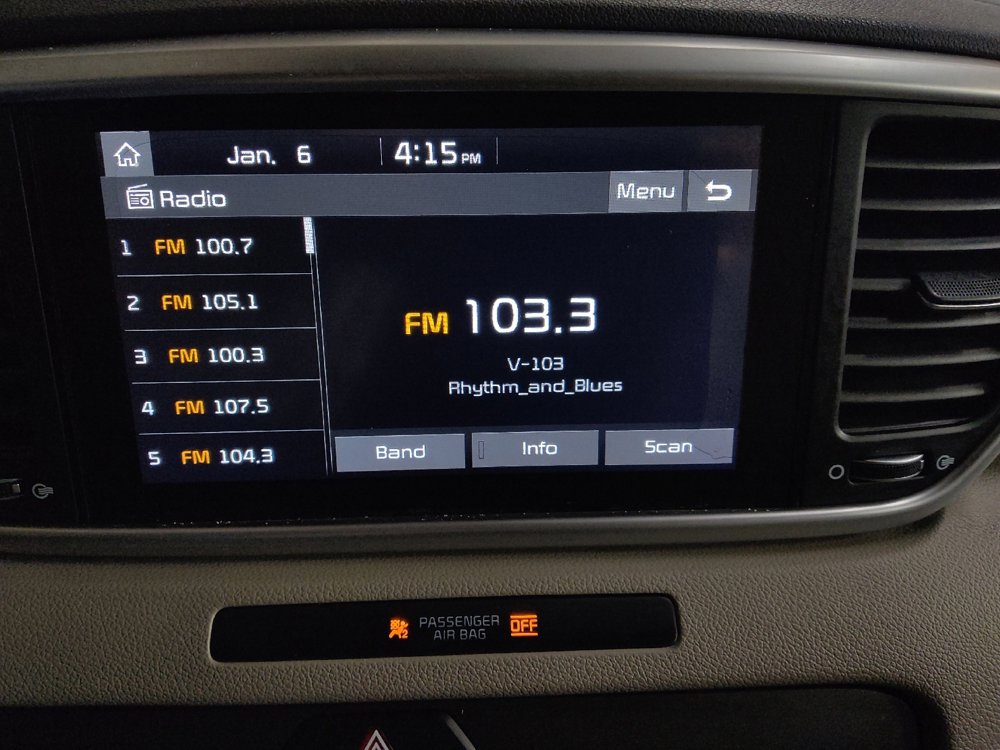 Jan. 6 4:15 PM
Radio Menu
1 FM 100.7
2 FM 105.1
3 FM 100.3
4 FM 107.5
5 FM 104.3
FM 103.3
V-103
Rhythm_and_Blues
Band Info Scan
PASSENGER
AIR BAG
OFF